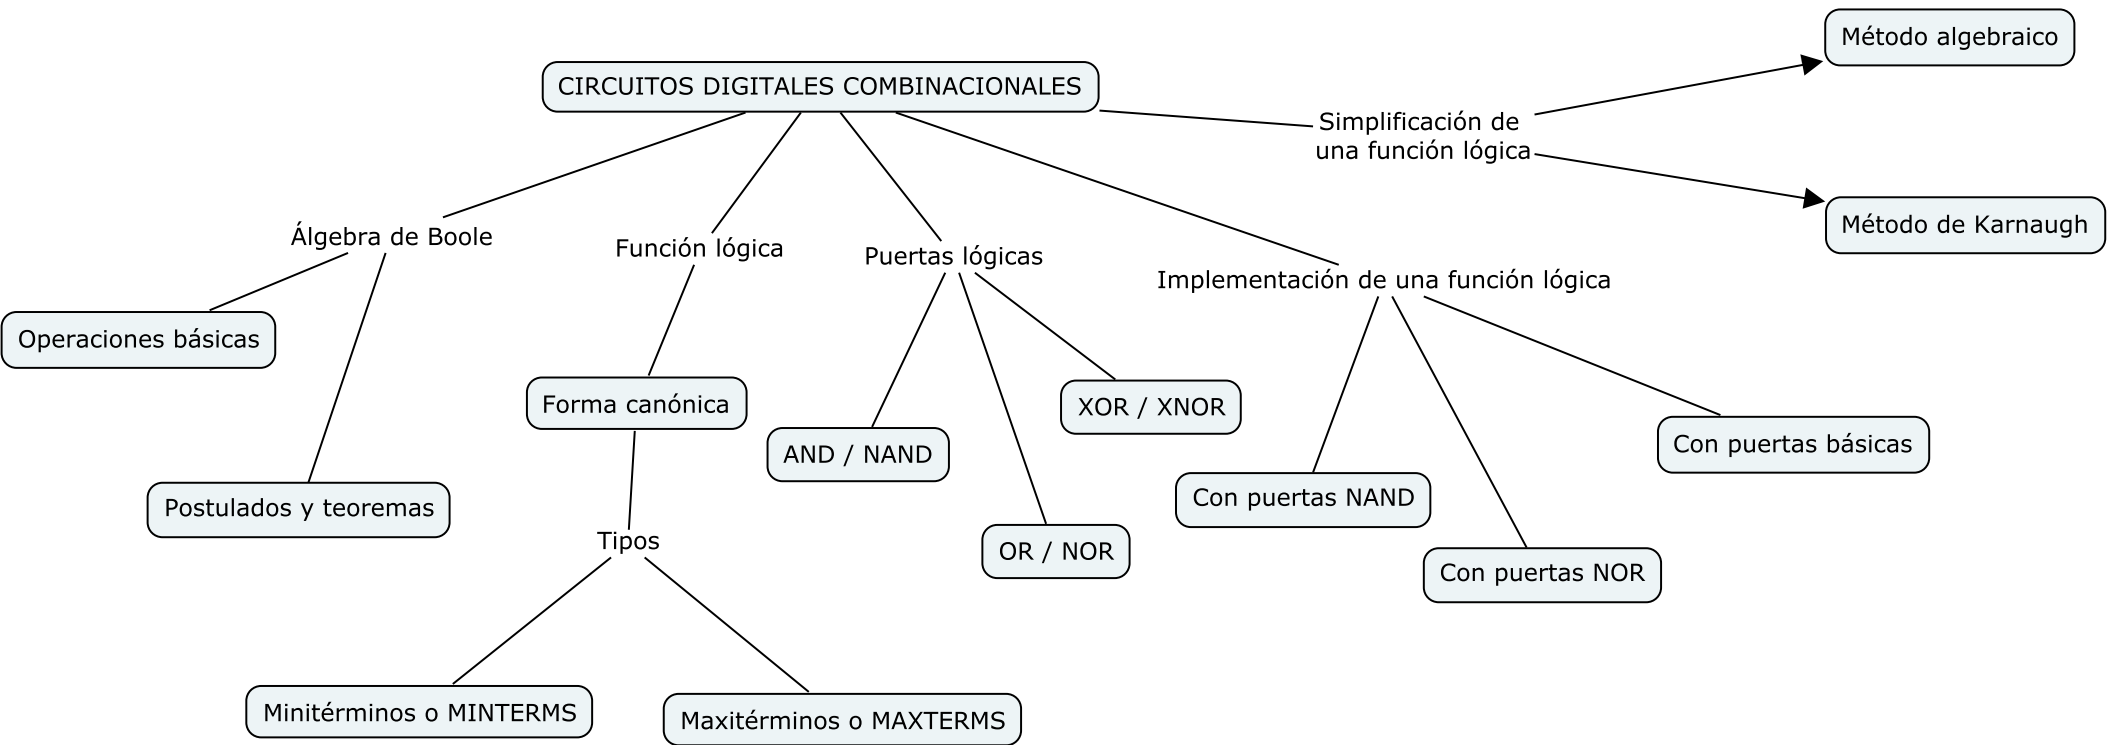 Método algebraico
CIRCUITOS DIGITALES COMBINACIONALES
Simplificación de
una función lógica
Método de Karnaugh
Álgebra de Boole
Función lógica
Puertas lógicas
Implementación de una función lógica
Operaciones básicas
Forma canónica
XOR / XNOR
AND / NAND
Con puertas básicas
Con puertas NAND
Postulados y teoremas
Tipos
OR / NOR
Con puertas NOR
Minitérminos o MINTERMS
Maxitérminos o MAXTERMS